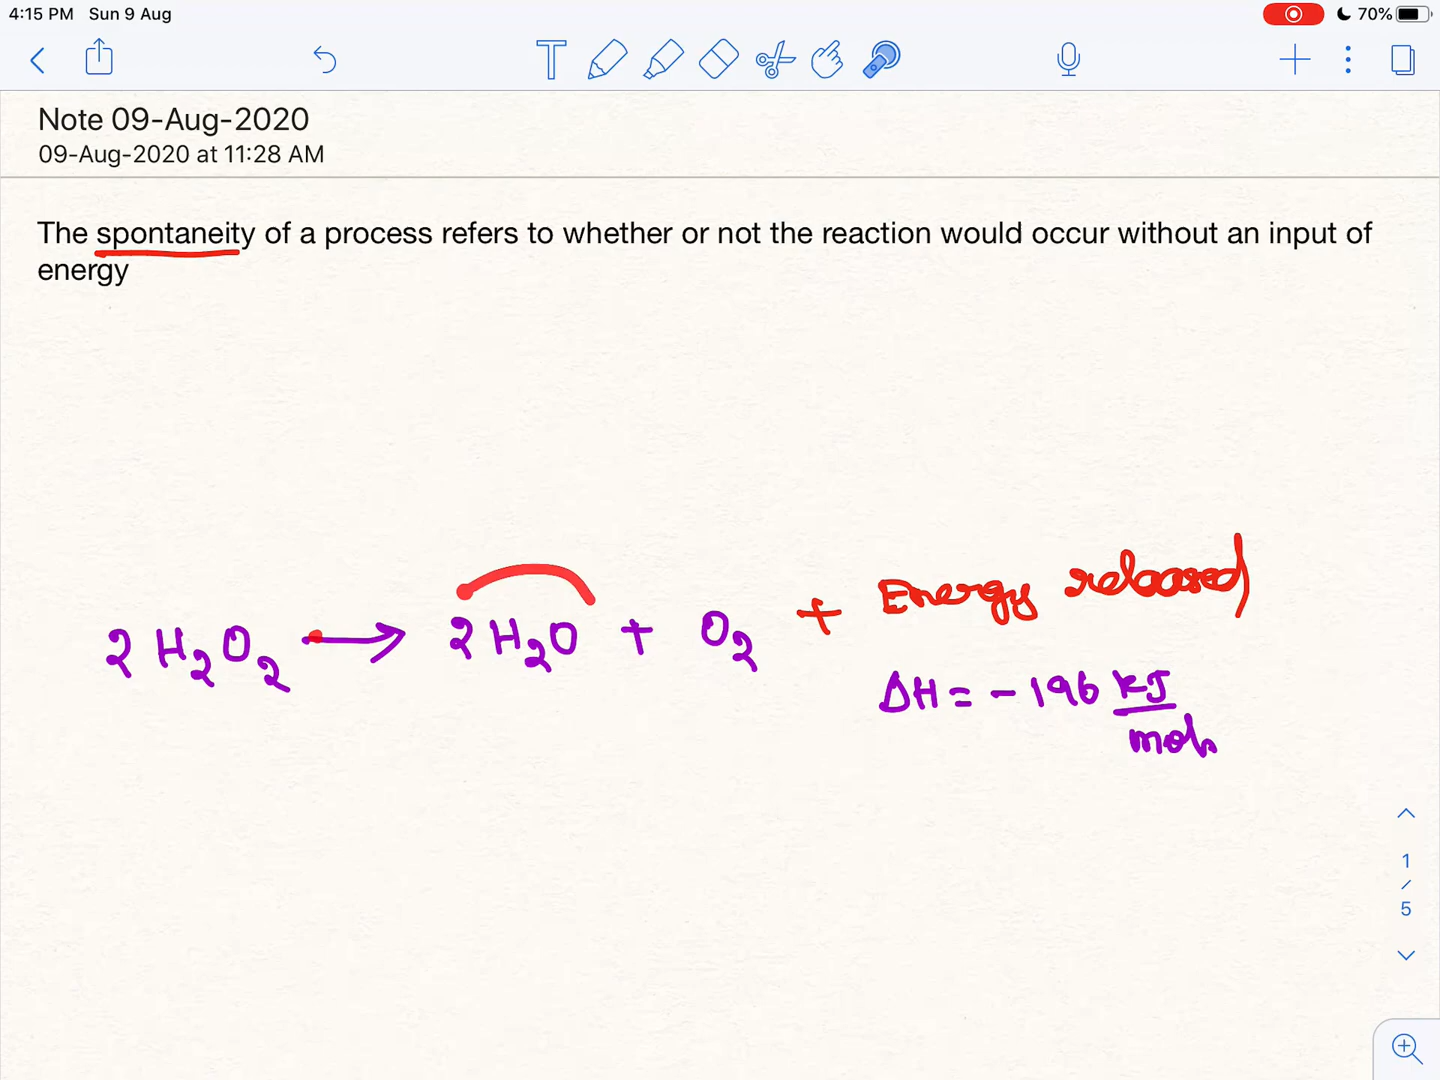 4:15 PM Sun 9 Aug 70%
T
Note 09-Aug-2020
09-Aug-2020 at 11:28 AM
The spontaneity of a process refers to whether or not the reaction would occur without an input of
energy
2 H₂O₂ → 2 H₂O + O₂ + Energy released
ΔH = -196 kJ/mol
1
/
5